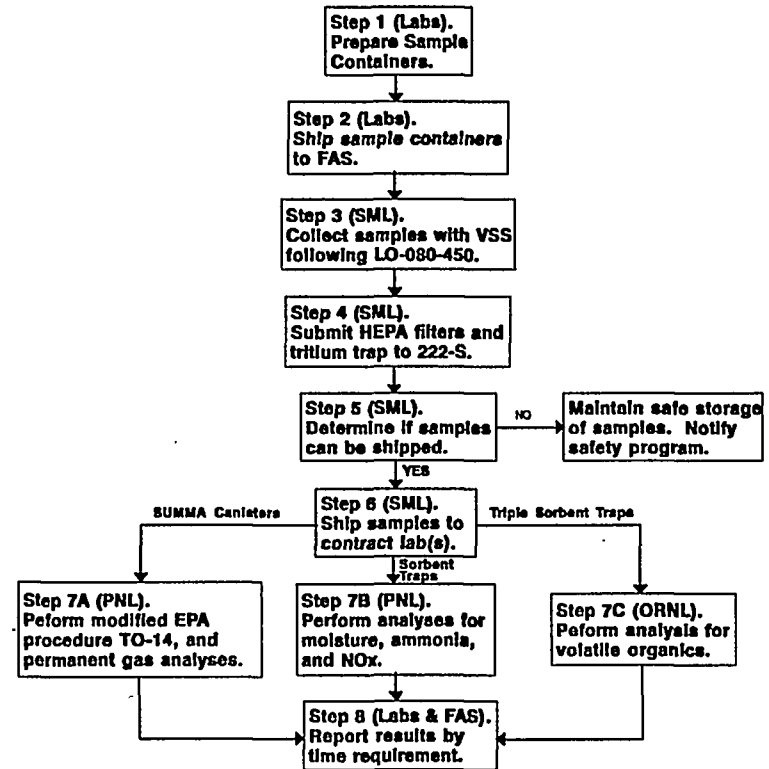 Step 1 (Labs).
Prepare Sample
Containers.
Step 2 (Labs).
Ship sample containers
to FAS.
Step 3 (SML).
Collect samples with VSS
following LO-080-450.
Step 4 (SML).
Submit HEPA filters and
tritium trap to 222-S.
Step 5 (SML).
Determine if samples
can be shipped.
NO
Maintain safe storage
of samples. Notify
safety program.
YES
Step 6 (SML).
Ship samples to
contract lab(s).
SUMMA Canisters
Triple Sorbent Traps
Sorbent
Traps
Step 7A (PNL).
Peform modified EPA
procedure TO-14, and
permanent gas analyses.
Step 7B (PNL).
Perform analyses for
moisture, ammonia,
and NOx.
Step 7C (ORNL).
Peform analysis for
volatile organics.
Step 8 (Labs & FAS).
Report results by
time requirement.